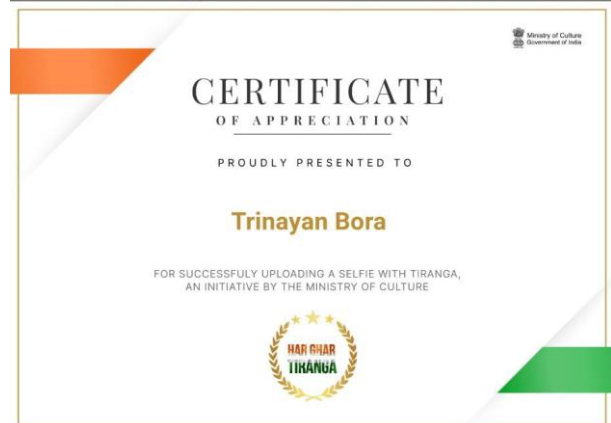 Ministry of Culture
Government of India
CERTIFICATE
OF APPRECIATION
PROUDLY PRESENTED TO
Trinayan Bora
FOR SUCCESSFULY UPLOADING A SELFIE WITH TIRANGA,
AN INITIATIVE BY THE MINISTRY OF CULTURE
HAR GHAR
TIRANGA